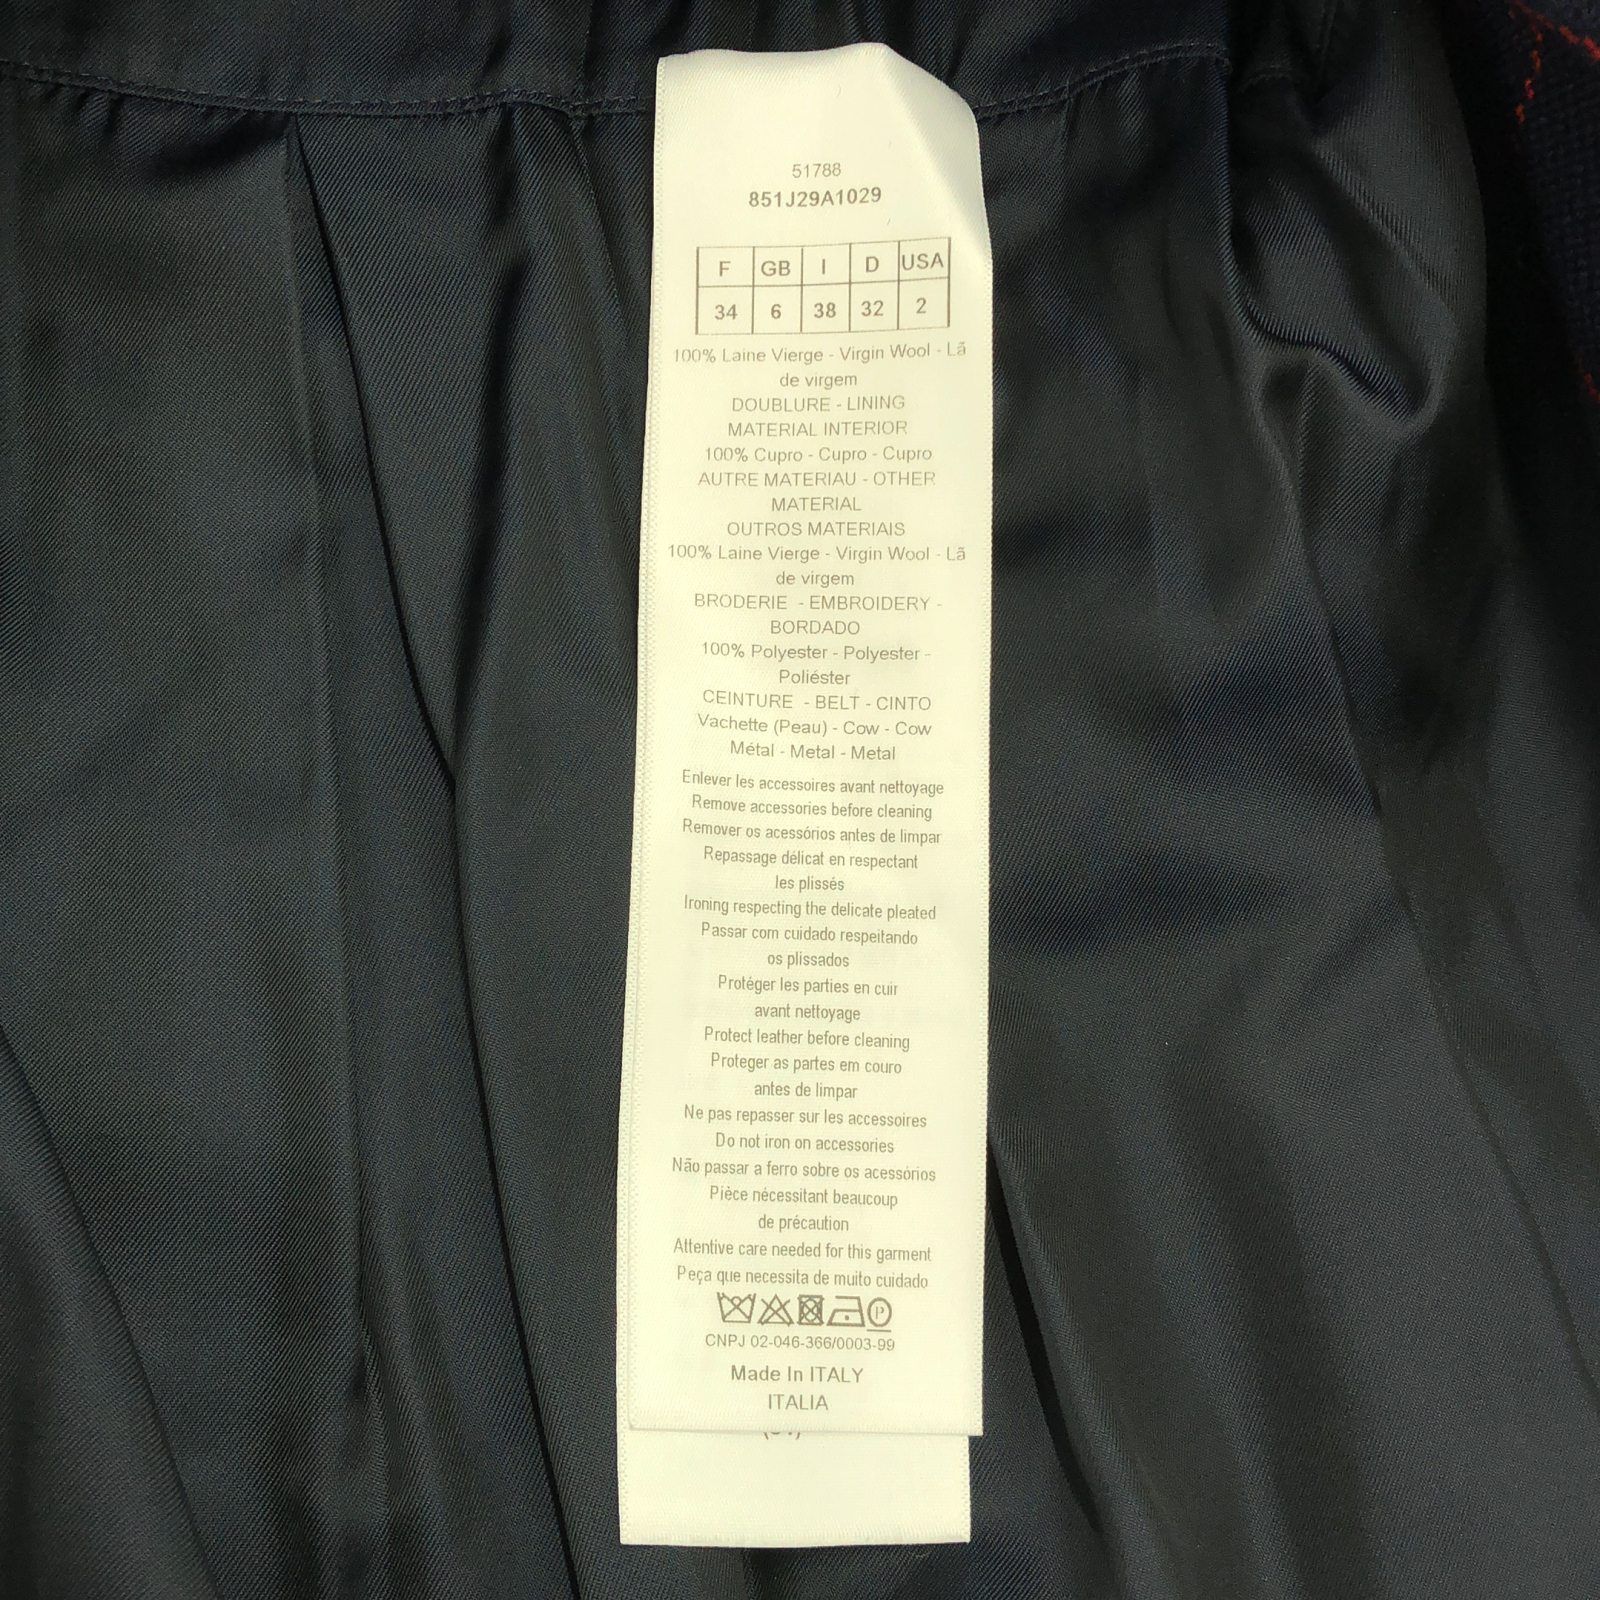 51788
851J29A1029
F GB I D USA
34 6 38 32 2
100% Laine Vierge - Virgin Wool - Lã
de virgem
DOUBLURE - LINING
MATERIAL INTERIOR
100% Cupro - Cupro - Cupro
AUTRE MATERIAU - OTHER
MATERIAL
OUTROS MATERIAIS
100% Laine Vierge - Virgin Wool - Lã
de virgem
BRODERIE - EMBROIDERY -
BORDADO
100% Polyester - Polyester -
Poliéster
CEINTURE - BELT - CINTO
Vachette (Peau) - Cow - Cow
Métal - Metal - Metal
Enlever les accessoires avant nettoyage
Remove accessories before cleaning
Remover os acessórios antes de limpar
Repassage délicat en respectant
les plissés
Ironing respecting the delicate pleated
Passar com cuidado respeitando
os plissados
Protéger les parties en cuir
avant nettoyage
Protect leather before cleaning
Proteger as partes em couro
antes de limpar
Ne pas repasser sur les accessoires
Do not iron on accessories
Não passar a ferro sobre os acessórios
Pièce nécessitant beaucoup
de précaution
Attentive care needed for this garment
Peça que necessita de muito cuidado
P
CNPJ 02-046-366/0003-99
Made In ITALY
ITALIA